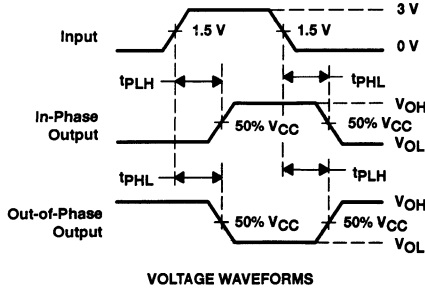 3 V
Input
1.5 V
1.5 V
0 V
tPLH
tPHL
In-Phase
Output
VOH
50% VCC
50% VCC
VOL
tPHL
tPLH
Out-of-Phase
Output
VOH
50% VCC
50% VCC
VOL
VOLTAGE WAVEFORMS